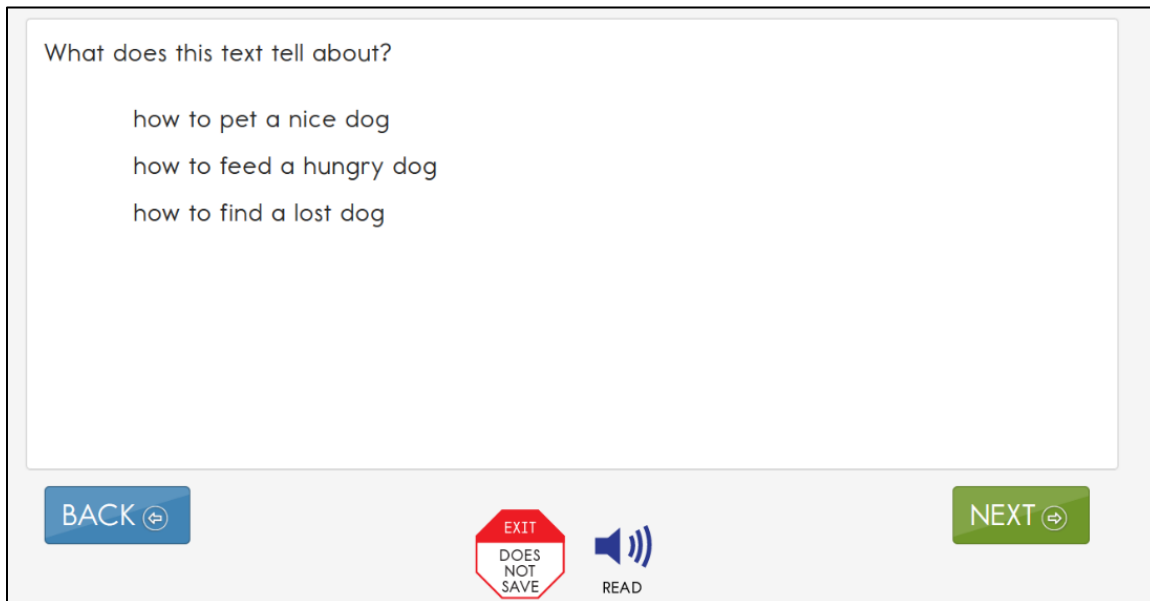 What does this text tell about?
how to pet a nice dog
how to feed a hungry dog
how to find a lost dog
BACK
NEXT
EXIT
DOES
NOT
SAVE
READ